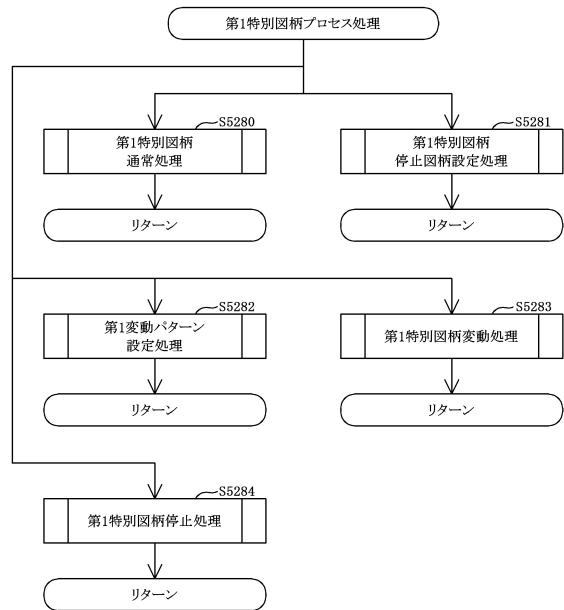 第1特別図柄プロセス処理
S5280
第1特別図柄
通常処理
リターン
S5281
第1特別図柄
停止図柄設定処理
リターン
S5282
第1変動パターン
設定処理
リターン
S5283
第1特別図柄変動処理
リターン
S5284
第1特別図柄停止処理
リターン